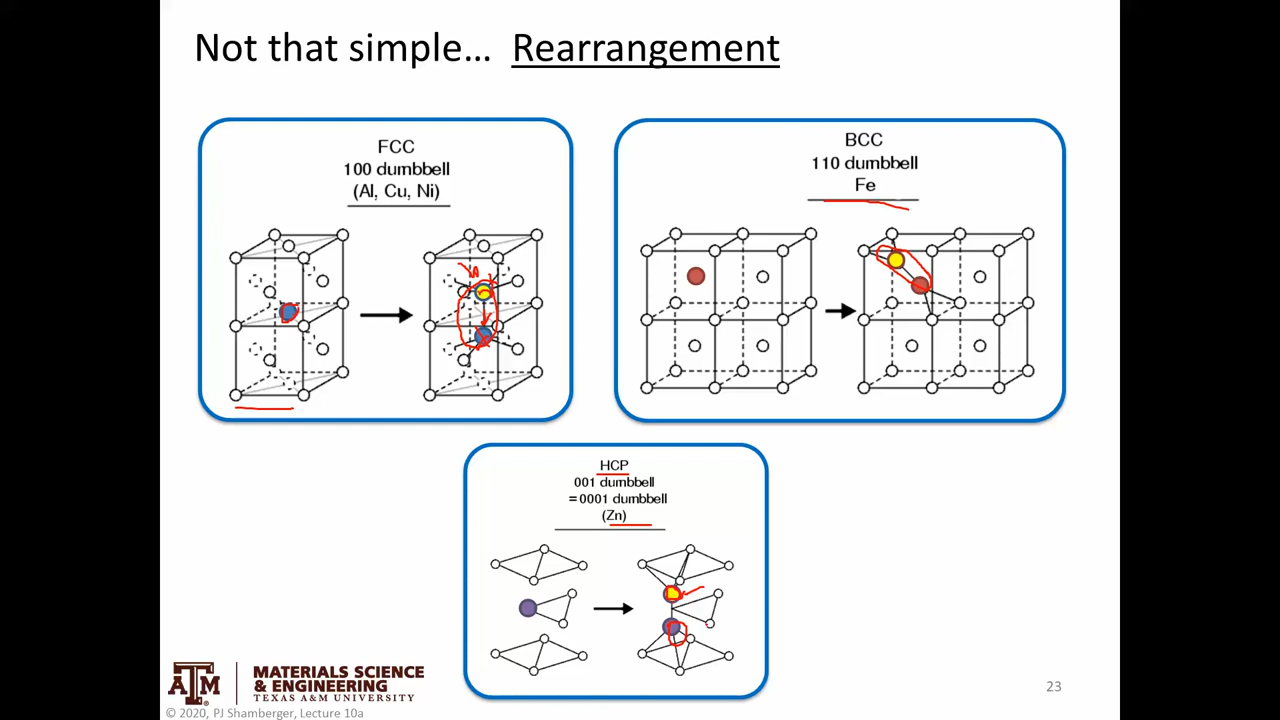 Not that simple… Rearrangement
FCC
100 dumbbell
(Al, Cu, Ni)
BCC
110 dumbbell
Fe
HCP
001 dumbbell
=0001 dumbbell
(Zn)
ATM
MATERIALS SCIENCE
& ENGINEERING
TEXAS A&M UNIVERSITY
© 2020, PJ Shamberger, Lecture 10a
23